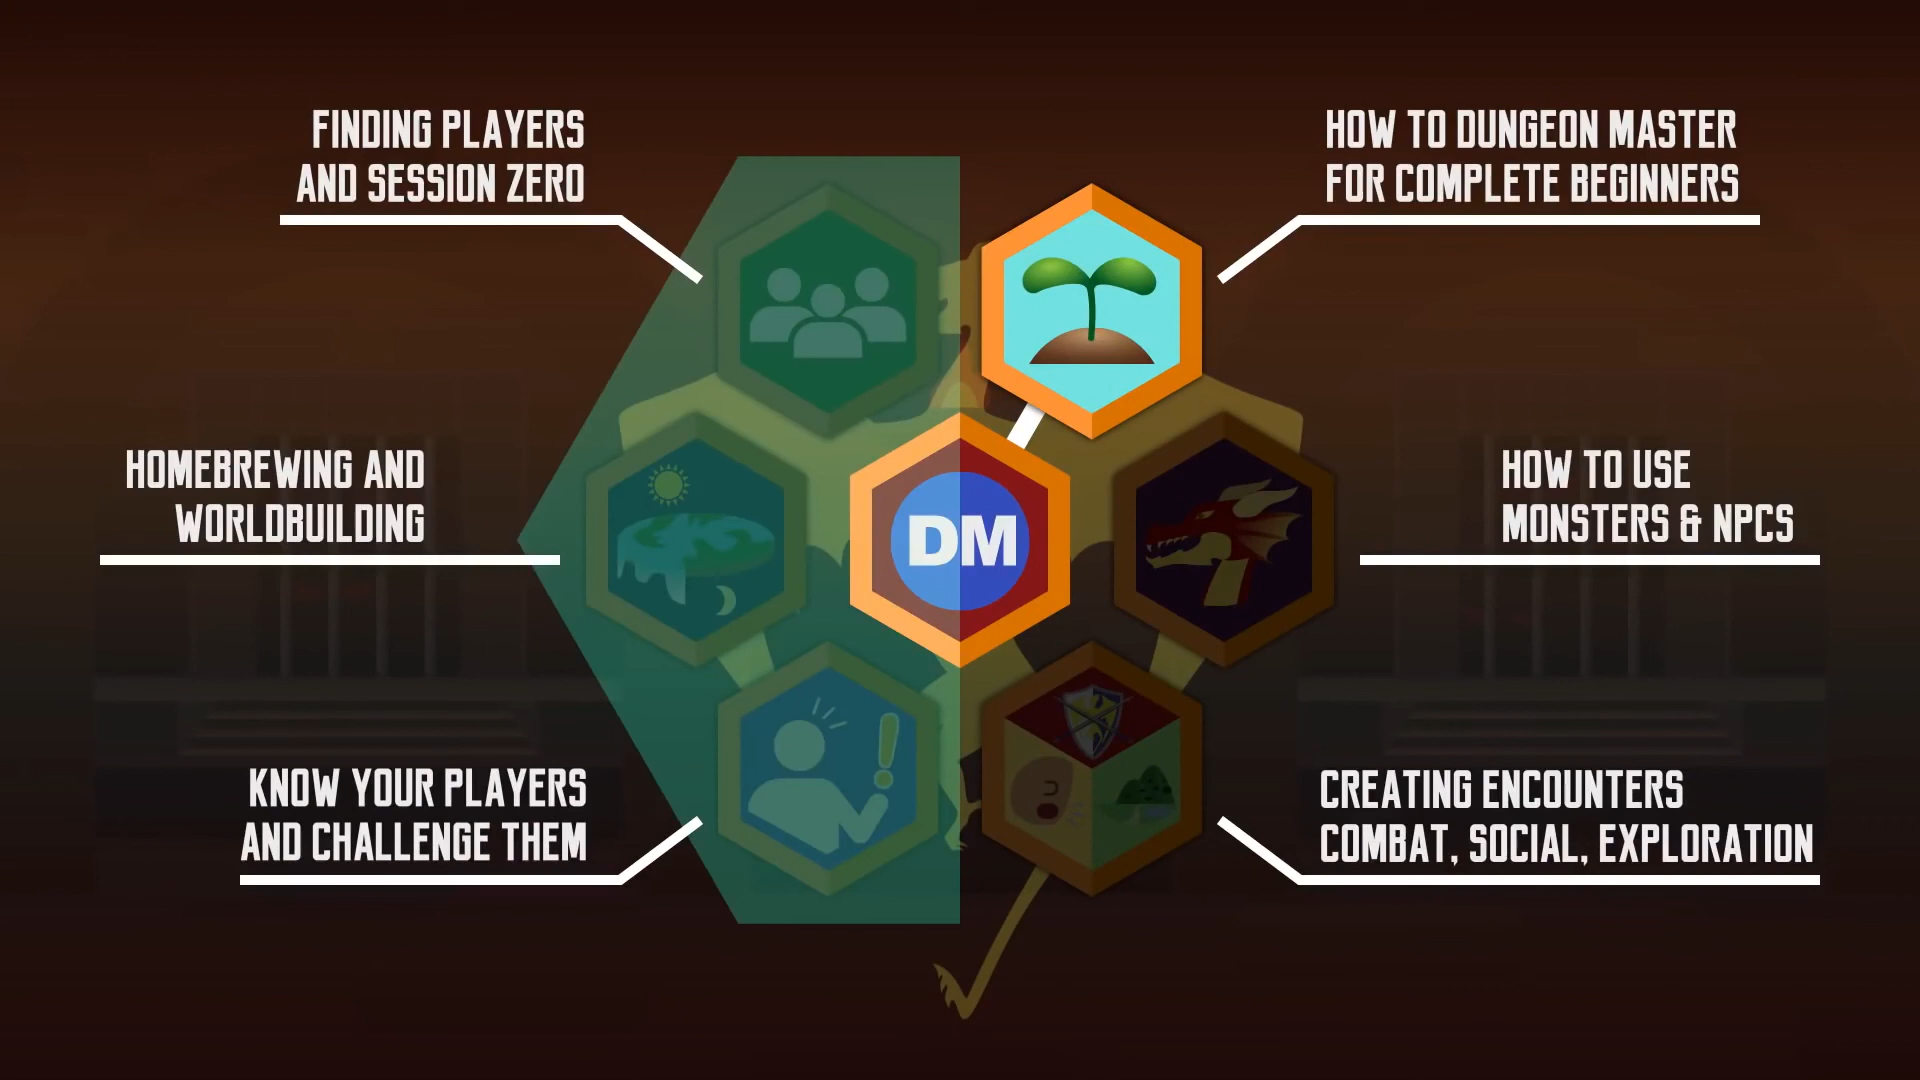 FINDING PLAYERS
AND SESSION ZERO
HOW TO DUNGEON MASTER
FOR COMPLETE BEGINNERS
HOMEBREWING AND
WORLDBUILDING
DM
HOW TO USE
MONSTERS & NPCS
KNOW YOUR PLAYERS
AND CHALLENGE THEM
CREATING ENCOUNTERS
COMBAT, SOCIAL, EXPLORATION